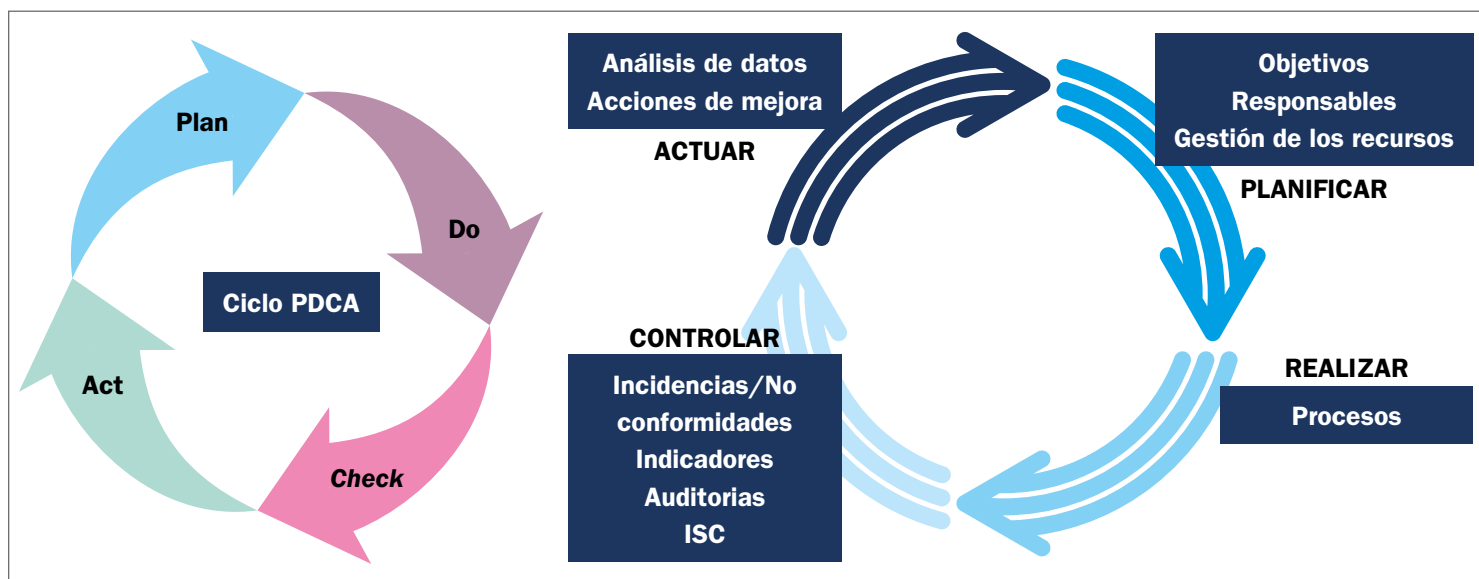 Plan
Do
Ciclo PDCA
Act
Check
Análisis de datos
Acciones de mejora
ACTUAR
Objetivos
Responsables
Gestión de los recursos
PLANIFICAR
CONTROLAR
Incidencias/No
conformidades
Indicadores
Auditorias
ISC
REALIZAR
Procesos